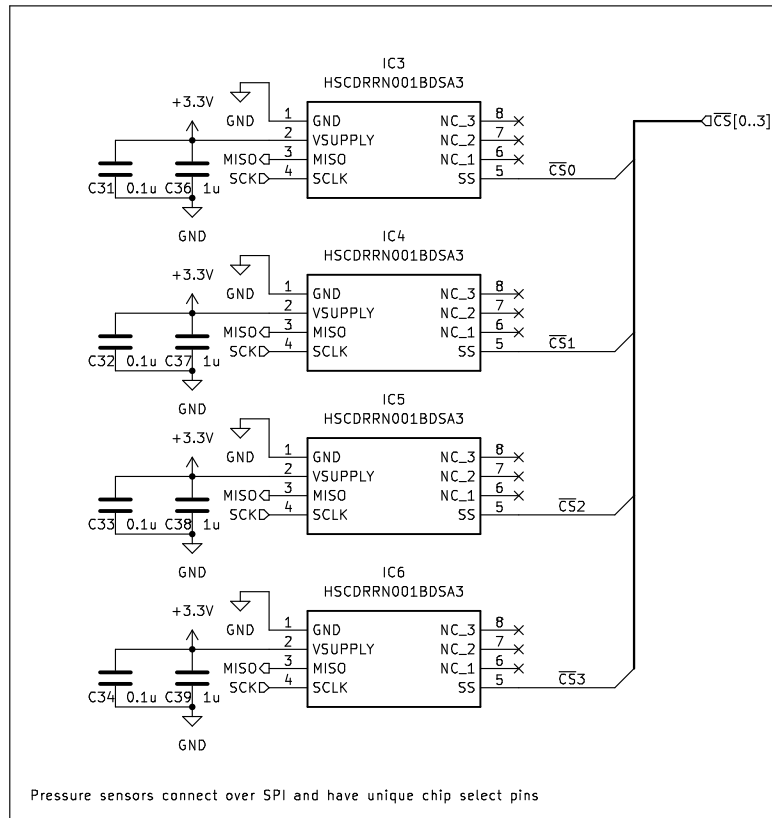 IC3
HSCDRRN001BDSA3
+3.3V
GND
1 GND NC_3 8
2 VSUPPLY NC_2 7
MISO 3 MISO NC_1 6
SCK 4 SCLK SS 5 CS0
CS[0..3]
C31 0.1u C36 1u
GND
IC4
HSCDRRN001BDSA3
+3.3V
GND
1 GND NC_3 8
2 VSUPPLY NC_2 7
MISO 3 MISO NC_1 6
SCK 4 SCLK SS 5 CS1
C32 0.1u C37 1u
GND
IC5
HSCDRRN001BDSA3
+3.3V
GND
1 GND NC_3 8
2 VSUPPLY NC_2 7
MISO 3 MISO NC_1 6
SCK 4 SCLK SS 5 CS2
C33 0.1u C38 1u
GND
IC6
HSCDRRN001BDSA3
+3.3V
GND
1 GND NC_3 8
2 VSUPPLY NC_2 7
MISO 3 MISO NC_1 6
SCK 4 SCLK SS 5 CS3
C34 0.1u C39 1u
GND
Pressure sensors connect over SPI and have unique chip select pins